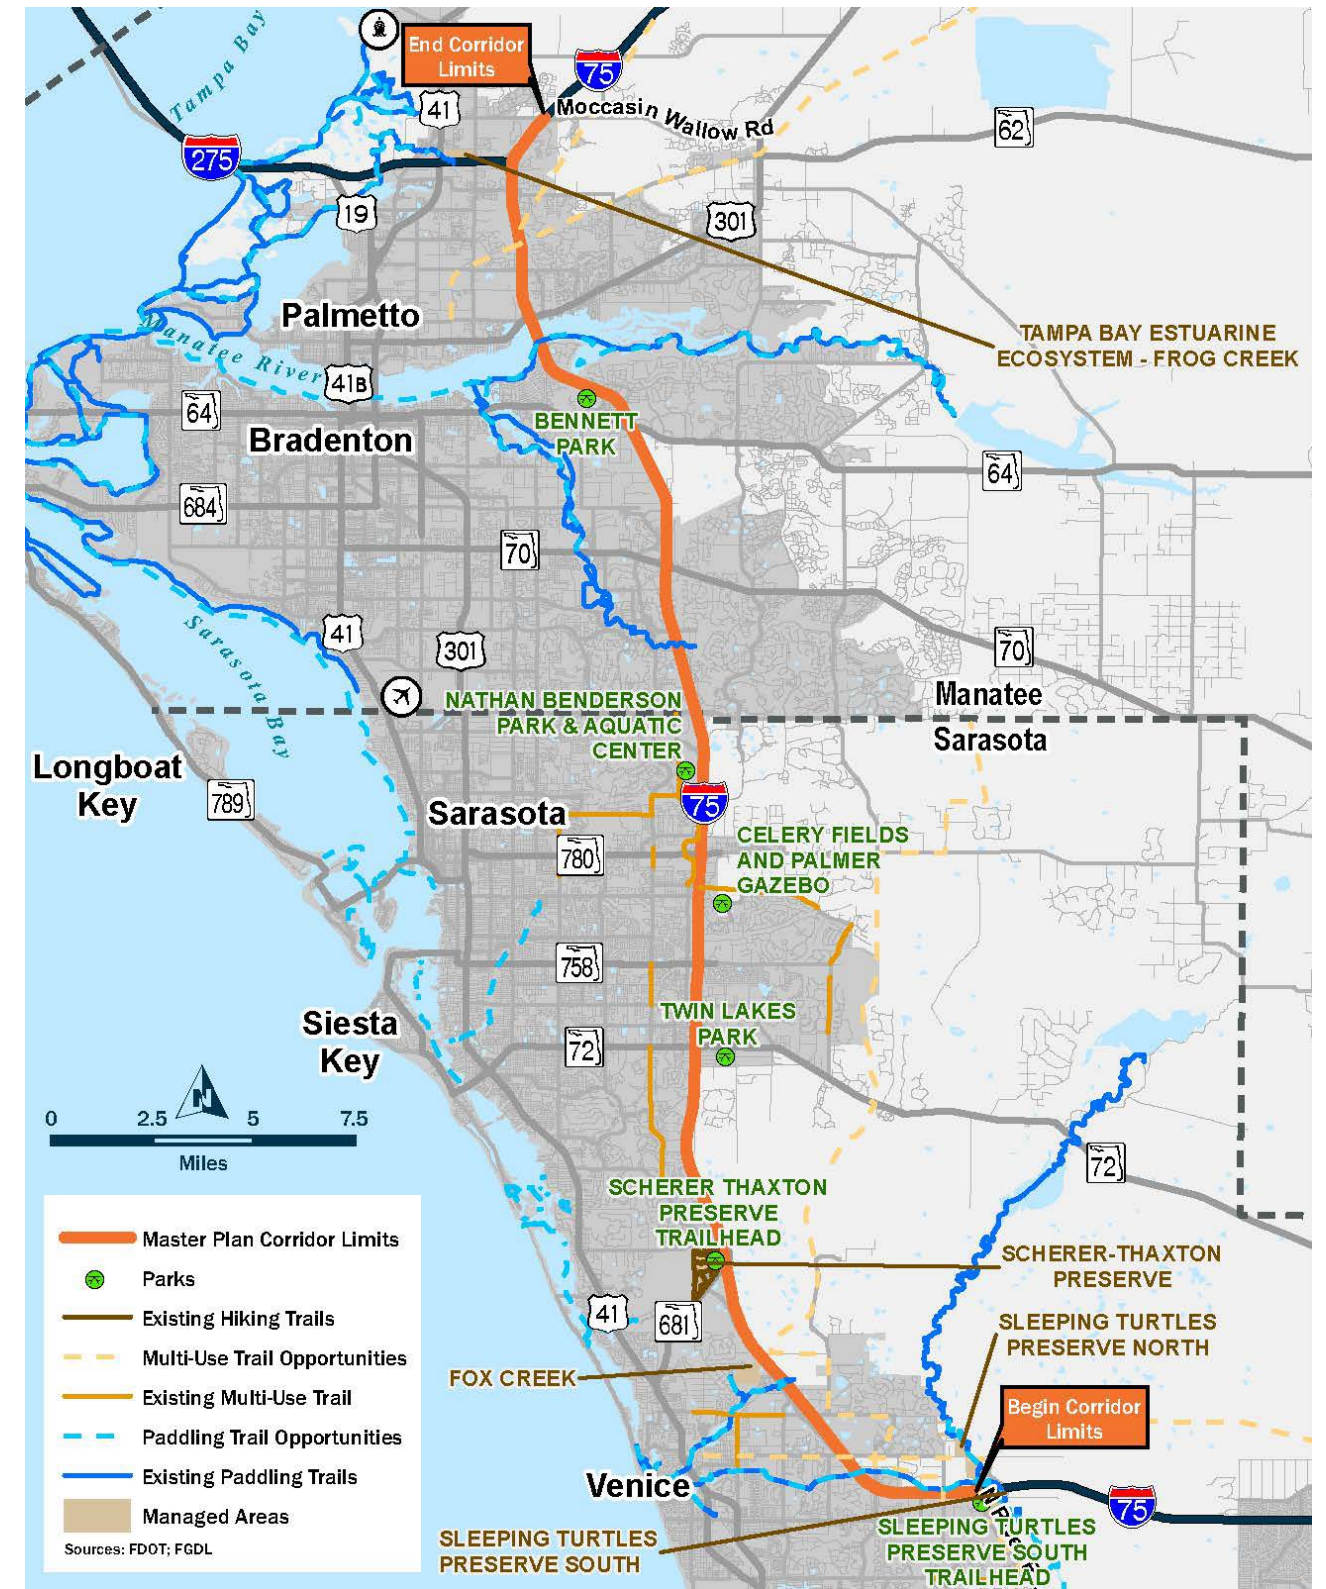 Tampa Bay
End Corridor
Limits
75
41
Moccasin Wallow Rd
62
275
19
301
Palmetto
Manatee River
TAMPA BAY ESTUARINE
ECOSYSTEM - FROG CREEK
41B
64
BENNETT
PARK
Bradenton
64
684
70
Sarasota Bay
41
301
70
NATHAN BENDERSON
PARK & AQUATIC
CENTER
Manatee
Sarasota
Longboat
Key
789
75
Sarasota
CELERY FIELDS
AND PALMER
GAZEBO
780
758
TWIN LAKES
PARK
Siesta
Key
72
N
0 2.5 5 7.5
Miles
72
SCHERER THAXTON
PRESERVE
TRAILHEAD
SCHERER-THAXTON
PRESERVE
41
681
SLEEPING TURTLES
PRESERVE NORTH
FOX CREEK
Begin Corridor
Limits
Venice
75
SLEEPING TURTLES
PRESERVE SOUTH
SLEEPING TURTLES
PRESERVE SOUTH
TRAILHEAD
Master Plan Corridor Limits
Parks
Existing Hiking Trails
Multi-Use Trail Opportunities
Existing Multi-Use Trail
Paddling Trail Opportunities
Existing Paddling Trails
Managed Areas
Sources: FDOT; FGDL